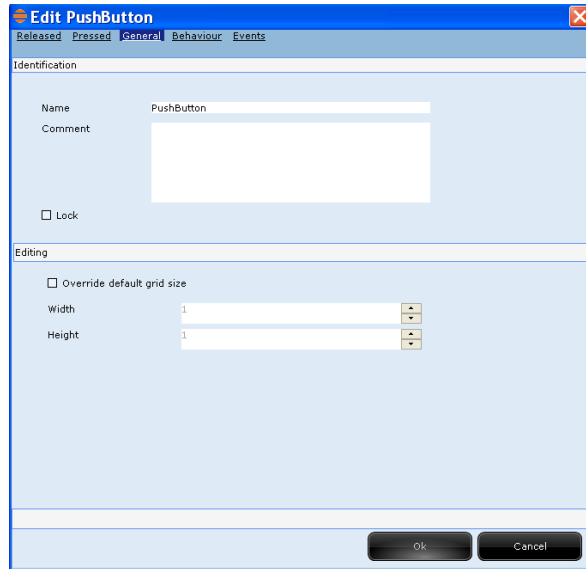 Edit PushButton
Released Pressed General Behaviour Events
Identification
Name PushButton
Comment
Lock
Editing
Override default grid size
Width 1
Height 1
Ok Cancel